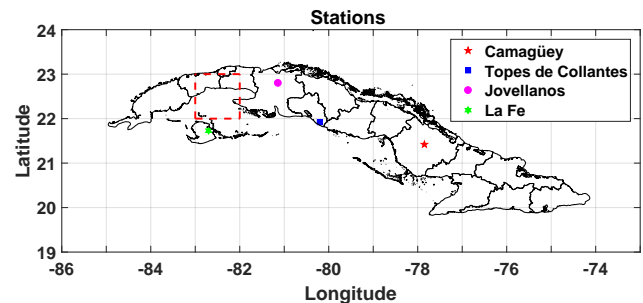 Stations
24
23
22
21
20
19
Latitude
-86
-84
-82
-80
-78
-76
-74
Longitude
Camagüey
Topes de Collantes
Jovellanos
La Fe